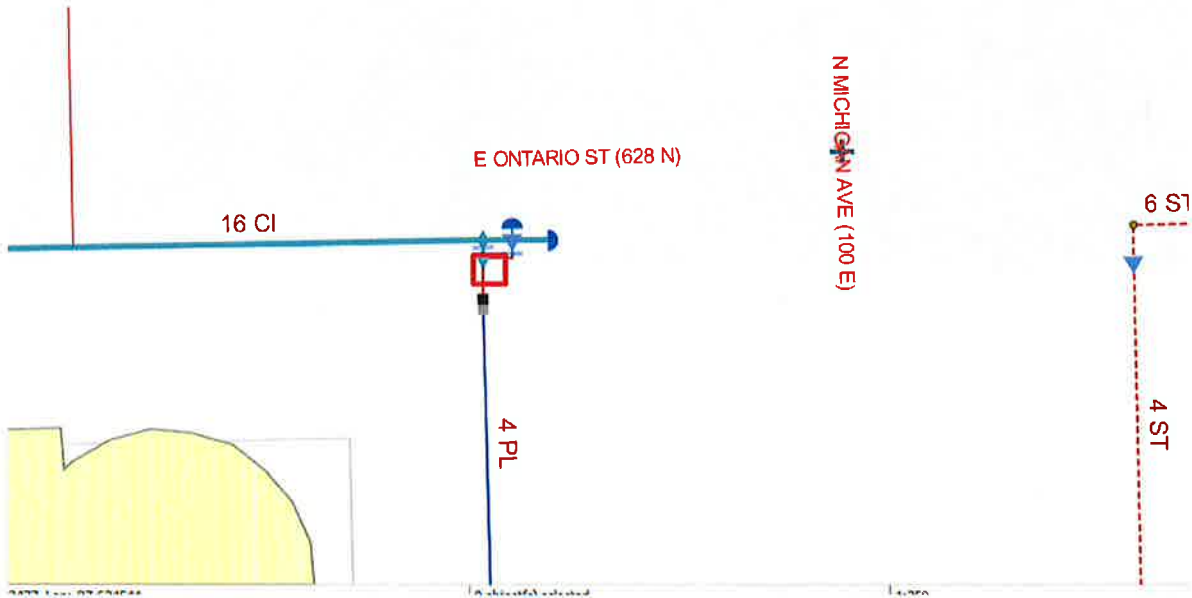 N MICHIGAN AVE (100 E)
E ONTARIO ST (628 N)
6 ST
16 CI
4 PL
4 ST